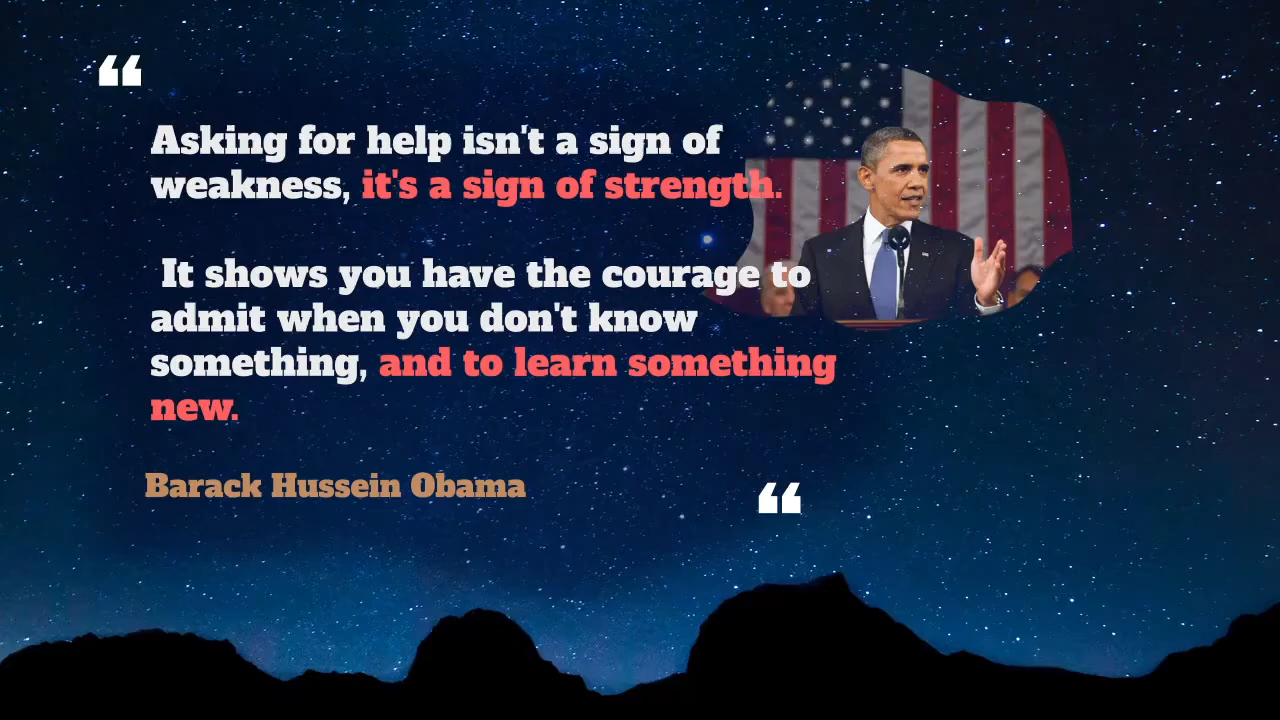 ❝
Asking for help isn't a sign of
weakness, it's a sign of strength.
It shows you have the courage to
admit when you don't know
something, and to learn something
new.
Barack Hussein Obama
❝